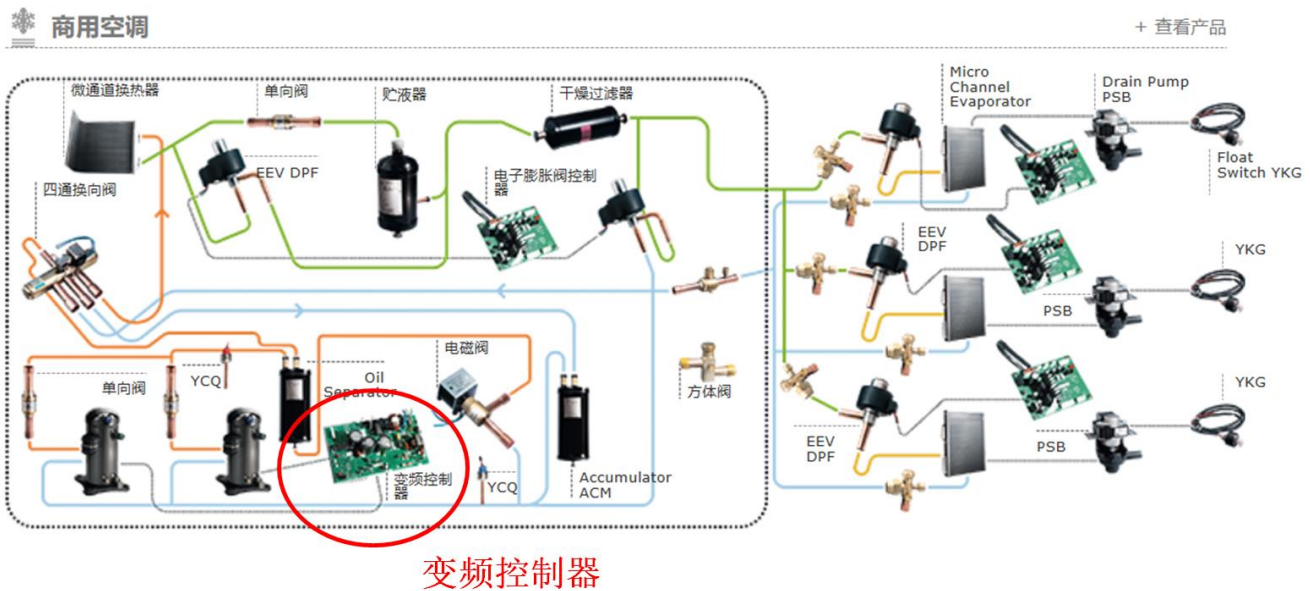 商用空调
+ 查看产品
微通道换热器
单向阀
贮液器
干燥过滤器
Micro
Channel
Evaporator
Drain Pump
PSB
Float
Switch YKG
EEV DPF
四通换向阀
电子膨胀阀控制
器
EEV
DPF
YKG
PSB
电磁阀
单向阀
YCQ
Oil
Separator
方体阀
YKG
EEV
DPF
PSB
变频控制
器
YCQ
Accumulator
ACM
变频控制器